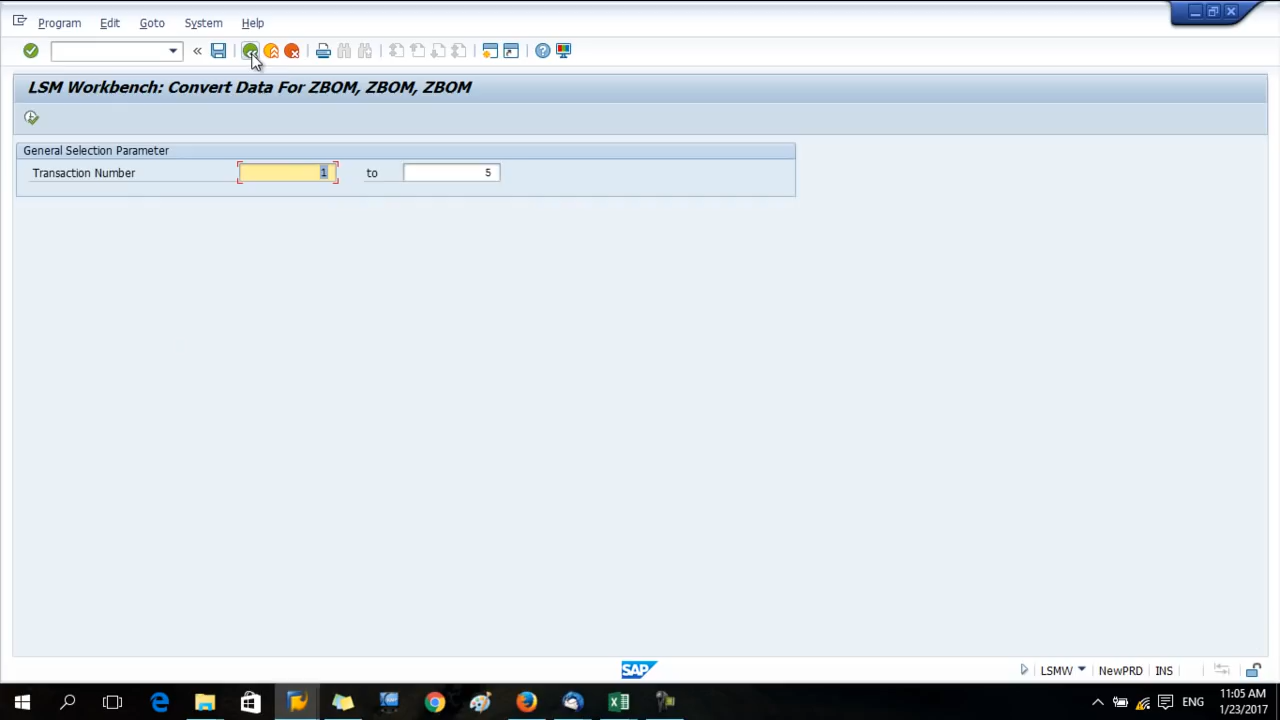 Program Edit Goto System Help
LSM Workbench: Convert Data For ZBOM, ZBOM, ZBOM
General Selection Parameter
Transaction Number 1 to 5
SAP LSMW NewPRD INS
ENG 11:05 AM
1/23/2017